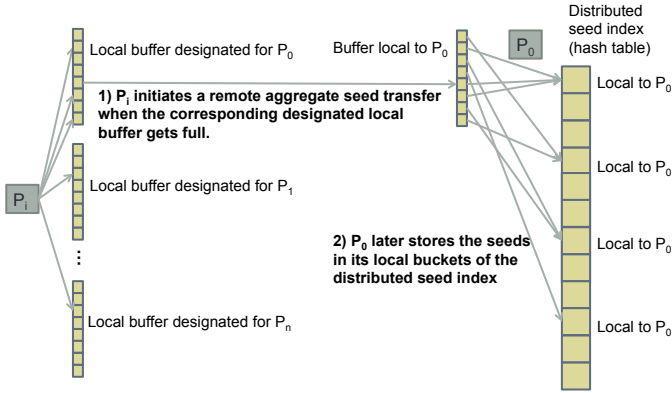 Distributed
seed index
(hash table)
Local buffer designated for P0
Buffer local to P0
P0
Local to P0
1) Pi initiates a remote aggregate seed transfer
when the corresponding designated local
buffer gets full.
Local to P0
Pi
Local buffer designated for P1
2) P0 later stores the seeds
in its local buckets of the
distributed seed index
Local to P0
...
Local buffer designated for Pn
Local to P0